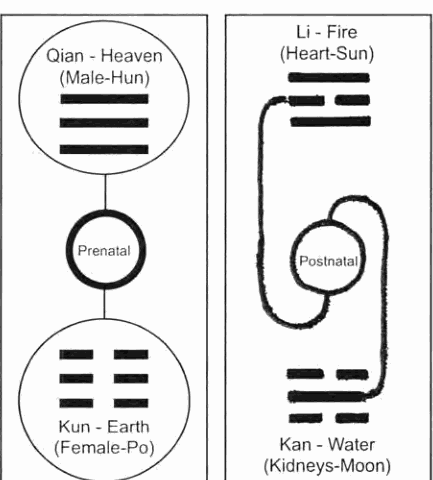 Qian - Heaven
(Male-Hun)
Prenatal
Kun - Earth
(Female-Po)
Li - Fire
(Heart-Sun)
Postnatal
Kan - Water
(Kidneys-Moon)